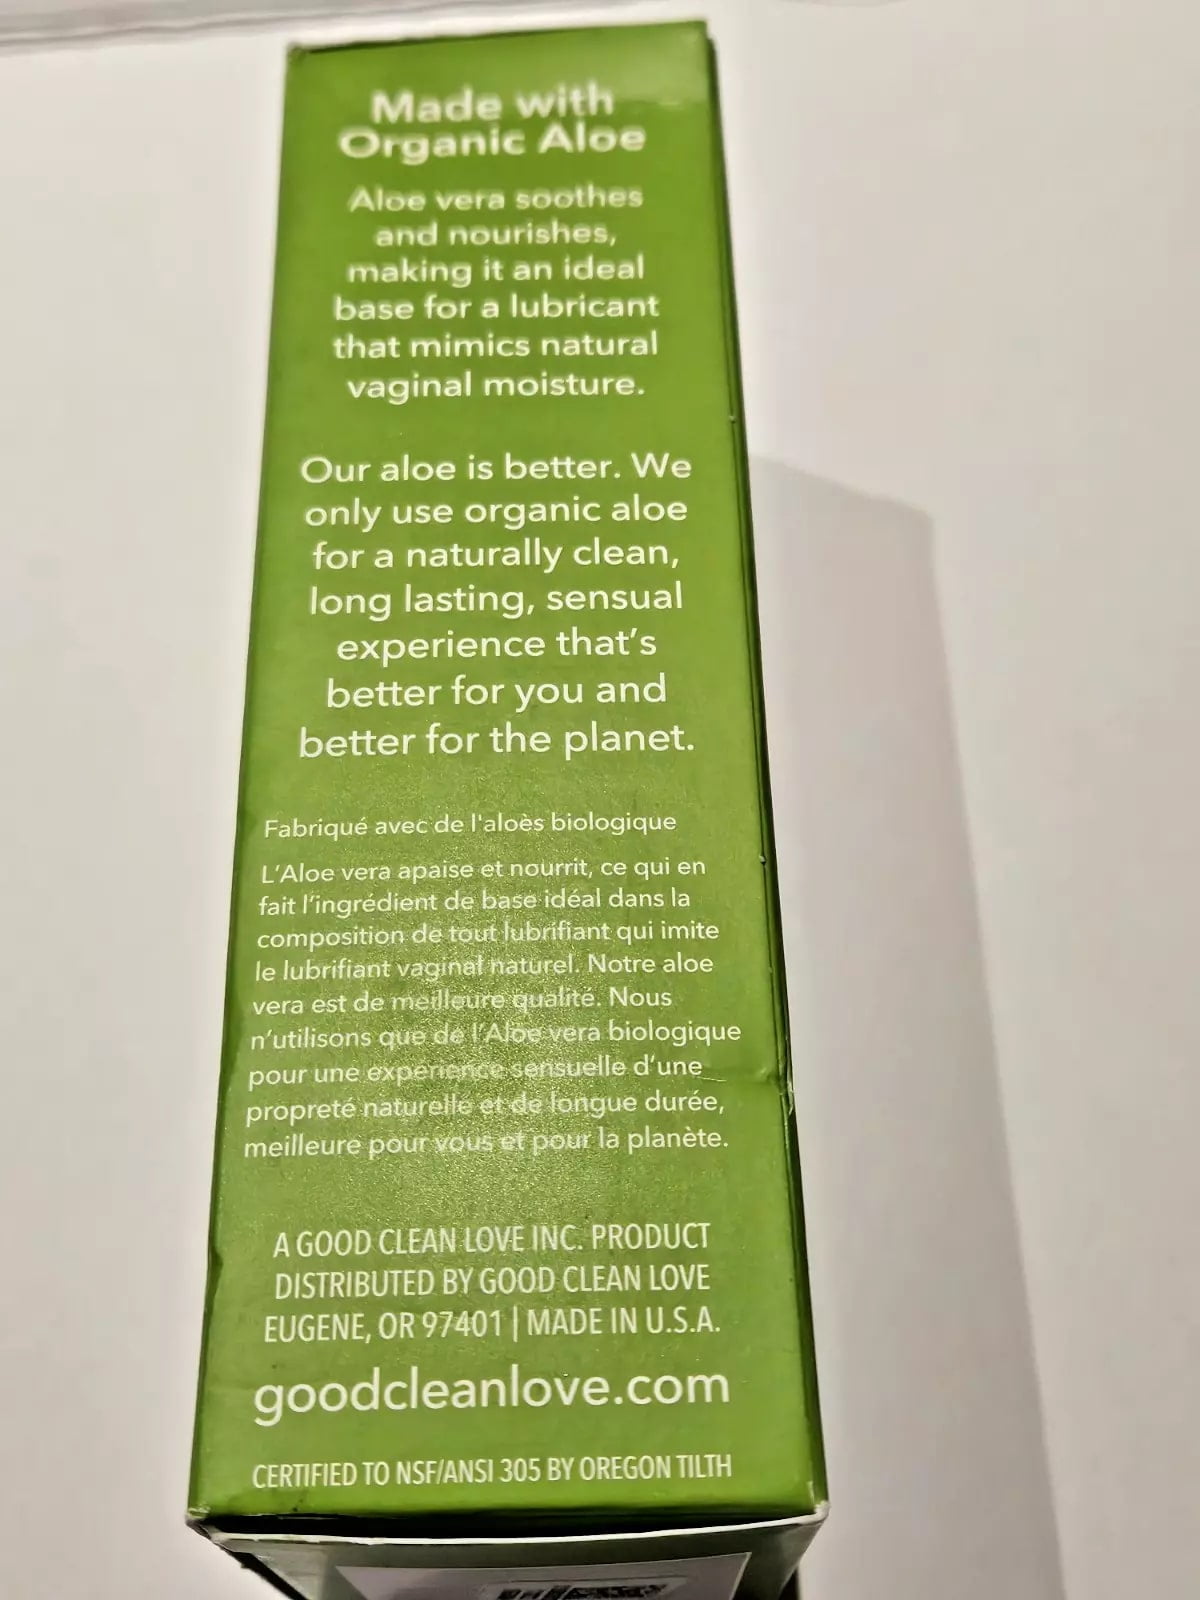 Made with
Organic Aloe
Aloe vera soothes
and nourishes,
making it an ideal
base for a lubricant
that mimics natural
vaginal moisture.
Our aloe is better. We
only use organic aloe
for a naturally clean,
long lasting, sensual
experience that's
better for you and
better for the planet.
Fabriqué avec de l'aloès biologique
L'Aloe vera apaise et nourrit, ce qui en
fait l'ingrédient de base idéal dans la
composition de tout lubrifiant qui imite
le lubrifiant vaginal naturel. Notre aloe
vera est de meilleure qualité. Nous
n'utilisons que de l'Aloe vera biologique
pour une expérience sensuelle d'une
propreté naturelle et de longue durée,
meilleure pour vous et pour la planète.
A GOOD CLEAN LOVE INC. PRODUCT
DISTRIBUTED BY GOOD CLEAN LOVE
EUGENE, OR 97401 | MADE IN U.S.A.
goodcleanlove.com
CERTIFIED TO NSF/ANSI 305 BY OREGON TILTH